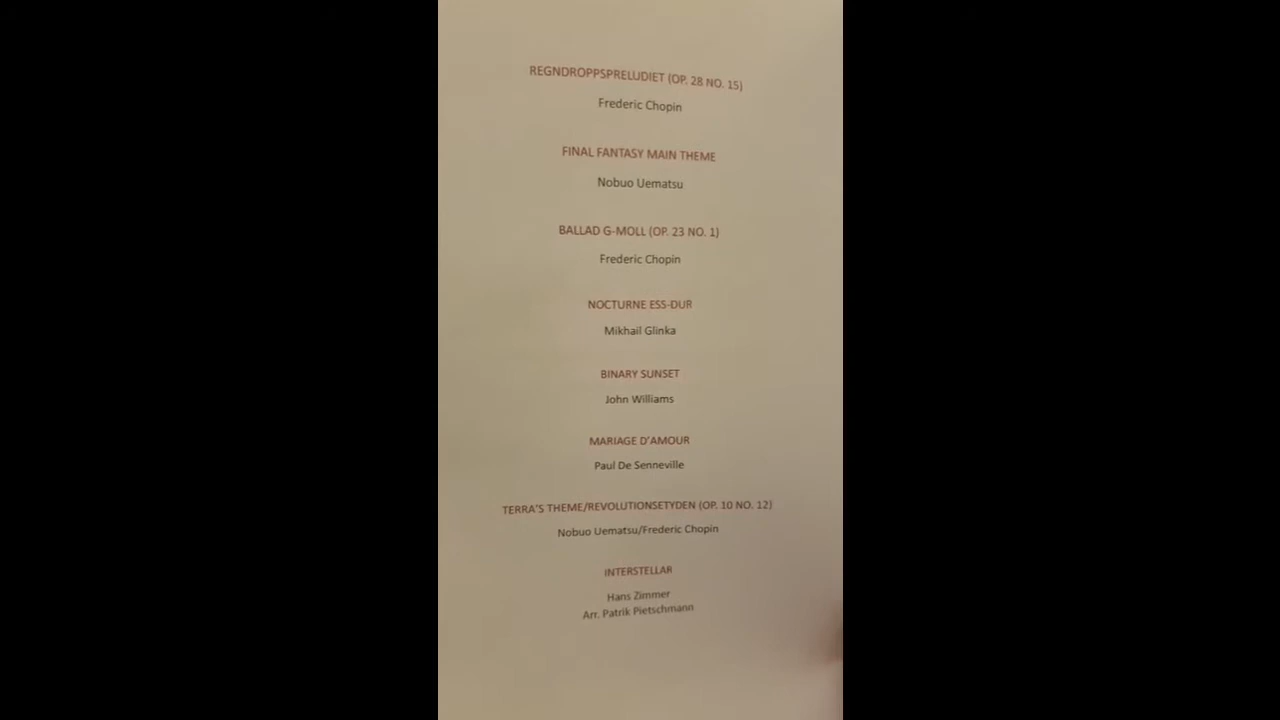 REGNDROPPSPRELUDIET (OP. 28 NO. 15)
Frederic Chopin
FINAL FANTASY MAIN THEME
Nobuo Uematsu
BALLAD G-MOLL (OP. 23 NO. 1)
Frederic Chopin
NOCTURNE ESS-DUR
Mikhail Glinka
BINARY SUNSET
John Williams
MARIAGE D'AMOUR
Paul De Senneville
TERRA'S THEME/REVOLUTIONSETYDEN (OP. 10 NO. 12)
Nobuo Uematsu/Frederic Chopin
INTERSTELLAR
Hans Zimmer
Arr. Patrik Pietschmann